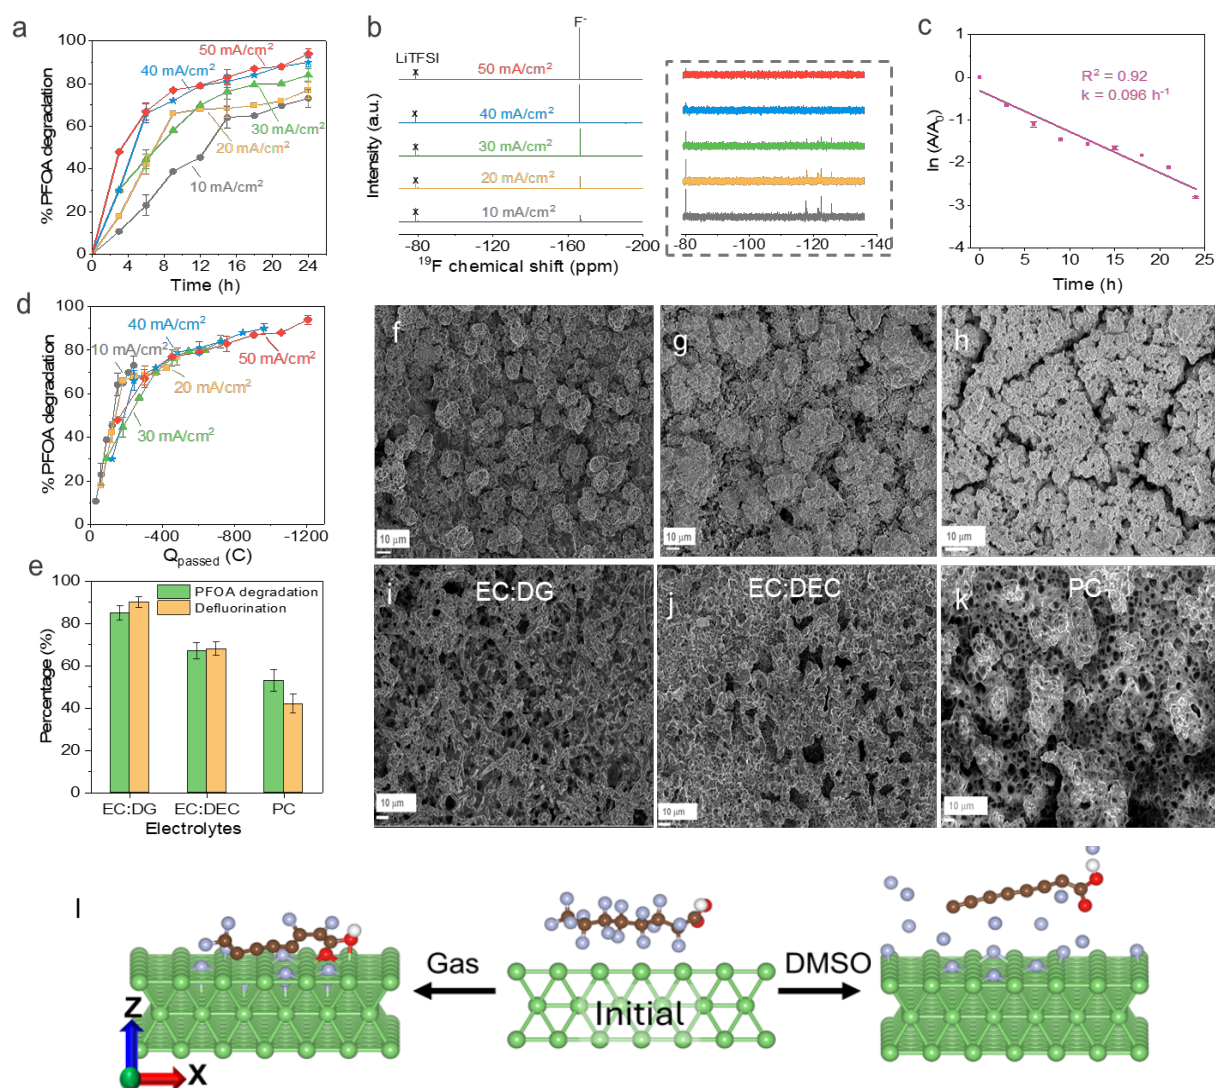 a
% PFOA degradation
100
80
60
40
20
0
0 4 8 12 16 20 24
Time (h)
50 mA/cm²
40 mA/cm²
30 mA/cm²
20 mA/cm²
10 mA/cm²
b
Intensity (a.u.)
LiTFSI
F⁻
x
50 mA/cm²
x
40 mA/cm²
x
30 mA/cm²
x
20 mA/cm²
x
10 mA/cm²
-80 -120 -160 -200
-80 -100 -120 -140
¹⁹F chemical shift (ppm)
c
ln (A/A₀)
1
0
-1
-2
-3
-4
R² = 0.92
k = 0.096 h⁻¹
0 5 10 15 20 25
Time (h)
d
% PFOA degradation
100
80
60
40
20
0
40 mA/cm²
10 mA/cm²
50 mA/cm²
20 mA/cm²
30 mA/cm²
0 -400 -800 -1200
Q passed (C)
e
Percentage (%)
100
80
60
40
20
0
PFOA degradation
Defluorination
EC:DG EC:DEC PC
Electrolytes
f
10 μm
g
10 μm
h
10 μm
i
EC:DG
10 μm
j
EC:DEC
10 μm
k
PC
10 μm
l
Gas
Initial
DMSO
Z
X